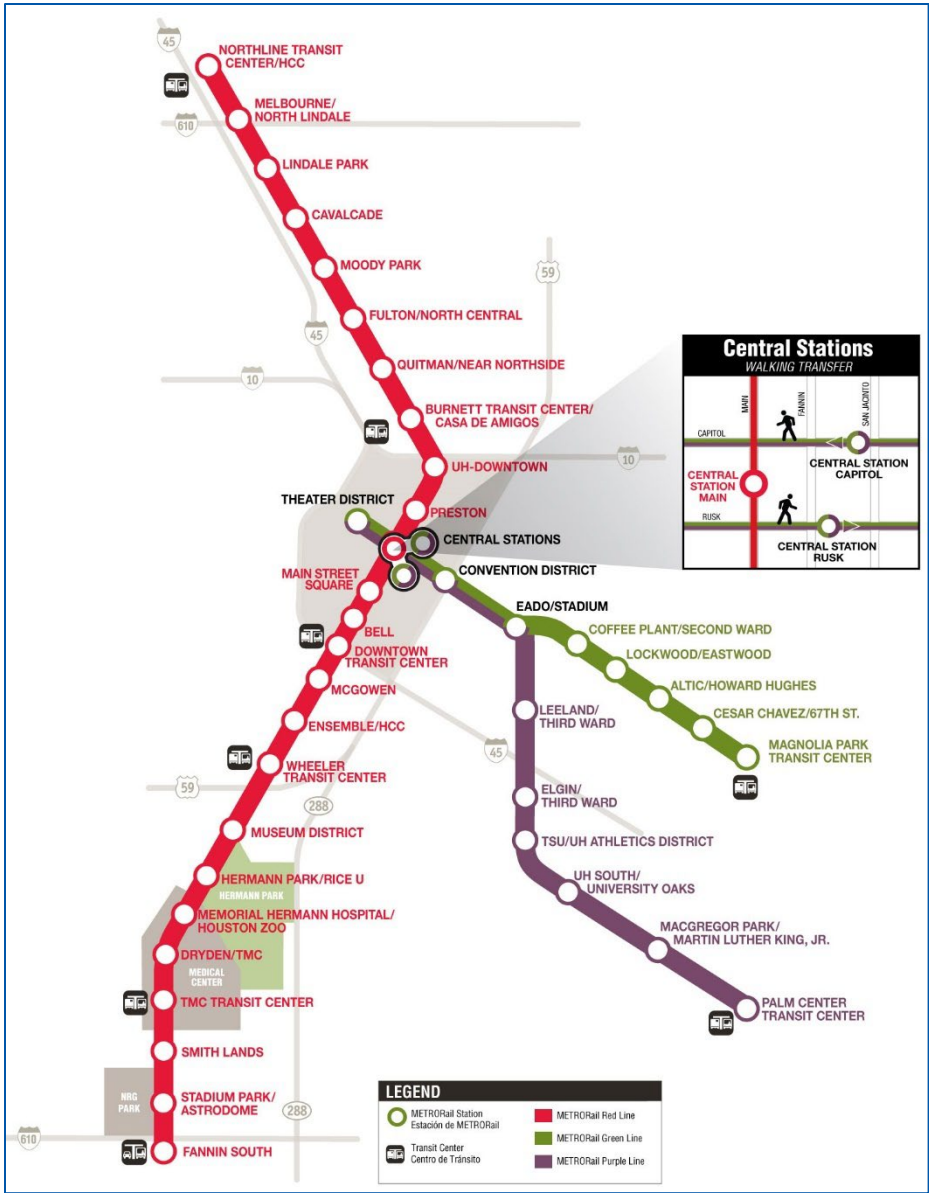 45
NORTHLINE TRANSIT
CENTER/HCC
MELBOURNE/
NORTH LINDALE
610
LINDALE PARK
CAVALCADE
59
MOODY PARK
FULTON/NORTH CENTRAL
45
QUITMAN/NEAR NORTHSIDE
10
BURNETT TRANSIT CENTER/
CASA DE AMIGOS
UH-DOWNTOWN
10
THEATER DISTRICT
PRESTON
CENTRAL STATIONS
CONVENTION DISTRICT
MAIN STREET
SQUARE
EADO/STADIUM
BELL
DOWNTOWN
TRANSIT CENTER
COFFEE PLANT/SECOND WARD
LOCKWOOD/EASTWOOD
MCGOWEN
ALTIC/HOWARD HUGHES
ENSEMBLE/HCC
LEELAND/
THIRD WARD
CESAR CHAVEZ/67TH ST.
45
WHEELER
TRANSIT CENTER
MAGNOLIA PARK
TRANSIT CENTER
59
288
ELGIN/
THIRD WARD
MUSEUM DISTRICT
TSU/UH ATHLETICS DISTRICT
HERMANN PARK/RICE U
HERMANN PARK
UH SOUTH/
UNIVERSITY OAKS
MEMORIAL HERMANN HOSPITAL/
HOUSTON ZOO
MACGREGOR PARK/
MARTIN LUTHER KING, JR.
DRYDEN/TMC
MEDICAL
CENTER
TMC TRANSIT CENTER
PALM CENTER
TRANSIT CENTER
SMITH LANDS
NRG
PARK
STADIUM PARK/
ASTRODOME
288
610
FANNIN SOUTH
Central Stations
WALKING TRANSFER
MAIN
FANNIN
SAN JACINTO
CAPITOL
CENTRAL STATION
CAPITOL
CENTRAL
STATION
MAIN
RUSK
CENTRAL STATION
RUSK
LEGEND
METRORail Station
Estación de METRORail
Transit Center
Centro de Tránsito
METRORail Red Line
METRORail Green Line
METRORail Purple Line